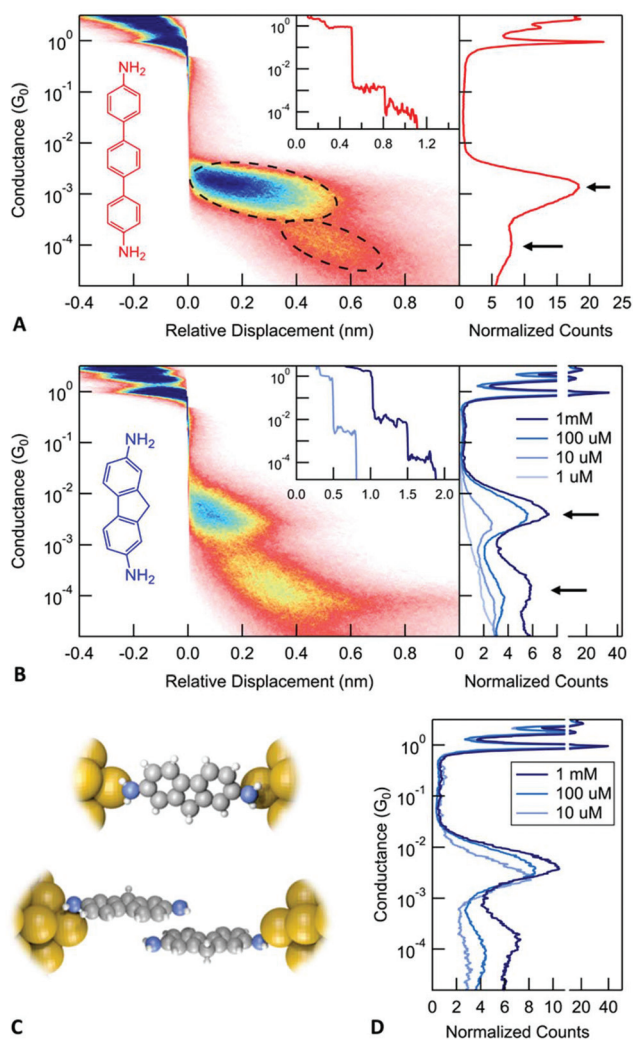 10⁰
10⁻¹
10⁻²
10⁻³
10⁻⁴
Conductance (G₀)
NH₂
NH₂
10⁰
10⁻²
10⁻⁴
0.0 0.4 0.8 1.2
-0.4 -0.2 0.0 0.2 0.4 0.6 0.8
0 5 10 15 20 25
A Relative Displacement (nm) Normalized Counts
10⁰
10⁻¹
10⁻²
10⁻³
10⁻⁴
Conductance (G₀)
NH₂
NH₂
10⁰
10⁻²
10⁻⁴
0.0 0.5 1.0 1.5 2.0
1mM
100 uM
10 uM
1 uM
-0.4 -0.2 0.0 0.2 0.4 0.6 0.8
0 2 4 6 8 20 40
B Relative Displacement (nm) Normalized Counts
10⁰
10⁻¹
10⁻²
10⁻³
10⁻⁴
Conductance (G₀)
1 mM
100 uM
10 uM
0 2 4 6 8 10 20 40
C D Normalized Counts